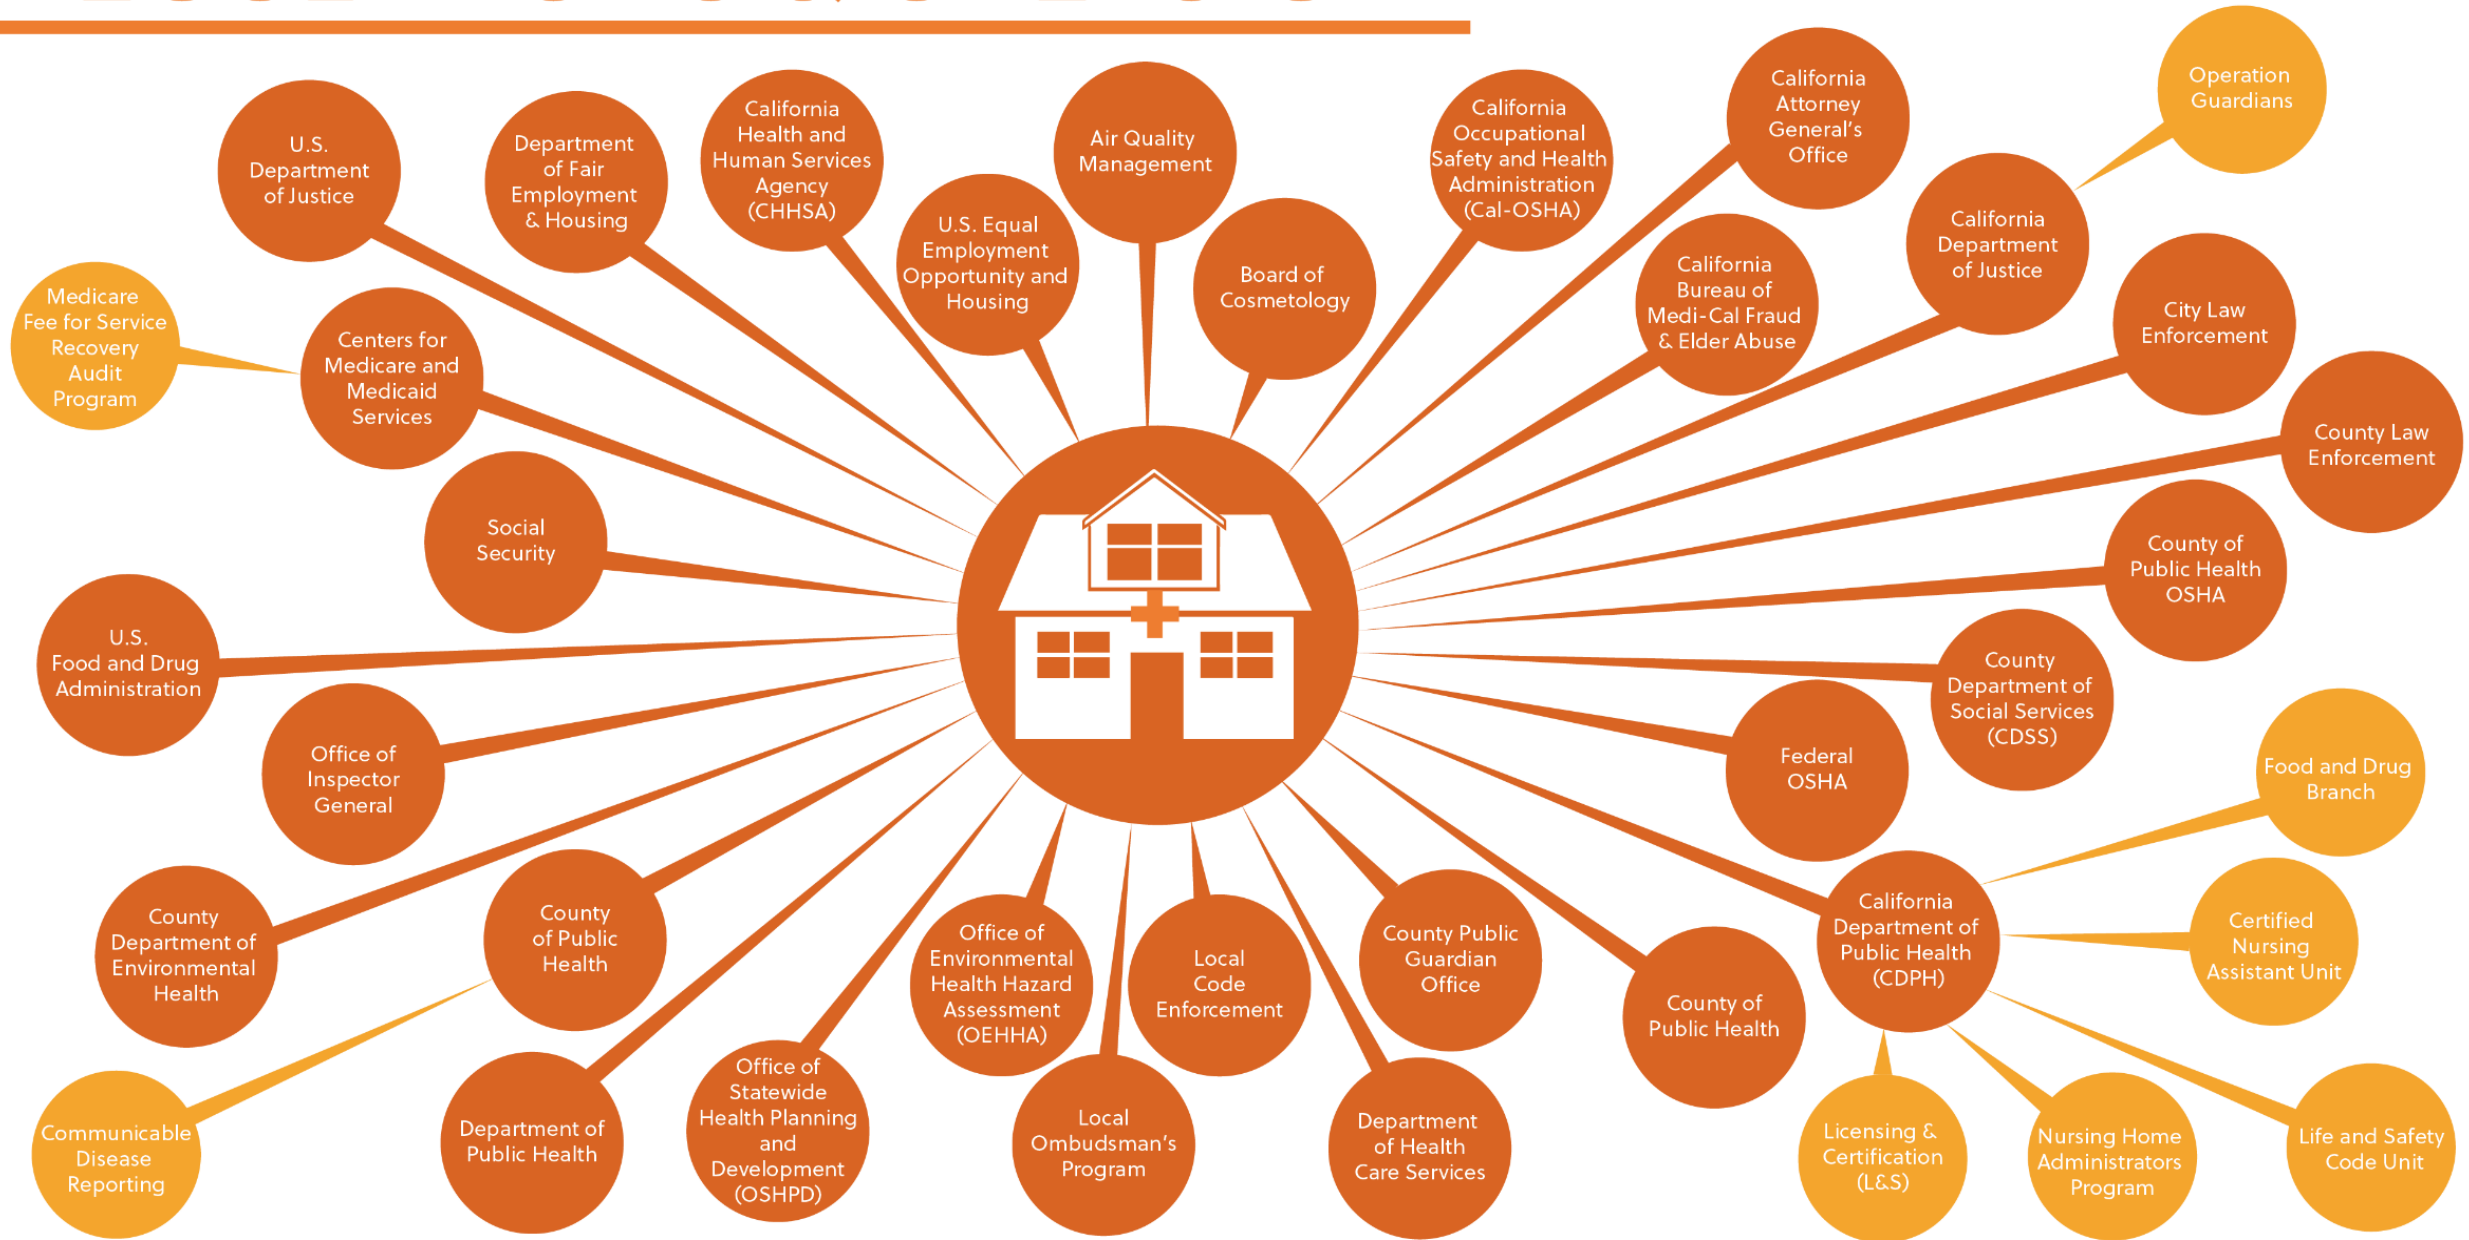 U.S.
Department
of Justice
Department
of Fair
Employment
& Housing
California
Health and
Human Services
Agency
(CHHSA)
U.S. Equal
Employment
Opportunity and
Housing
Air Quality
Management
Board of
Cosmetology
California
Occupational
Safety and Health
Administration
(Cal-OSHA)
California
Attorney
General's
Office
California
Bureau of
Medi-Cal Fraud
& Elder Abuse
Operation
Guardians
California
Department
of Justice
City Law
Enforcement
County Law
Enforcement
Medicare
Fee for Service
Recovery
Audit
Program
Centers for
Medicare and
Medicaid
Services
Social
Security
County of
Public Health
OSHA
U.S.
Food and Drug
Administration
County
Department of
Social Services
(CDSS)
Office of
Inspector
General
Federal
OSHA
Food and Drug
Branch
County
Department of
Environmental
Health
County
of Public
Health
Office of
Environmental
Health Hazard
Assessment
(OEHHA)
Local
Code
Enforcement
County Public
Guardian
Office
County of
Public Health
California
Department of
Public Health
(CDPH)
Certified
Nursing
Assistant Unit
Communicable
Disease
Reporting
Department of
Public Health
Office of
Statewide
Health Planning
and
Development
(OSHPD)
Local
Ombudsman's
Program
Department
of Health
Care Services
Licensing &
Certification
(L&S)
Nursing Home
Administrators
Program
Life and Safety
Code Unit